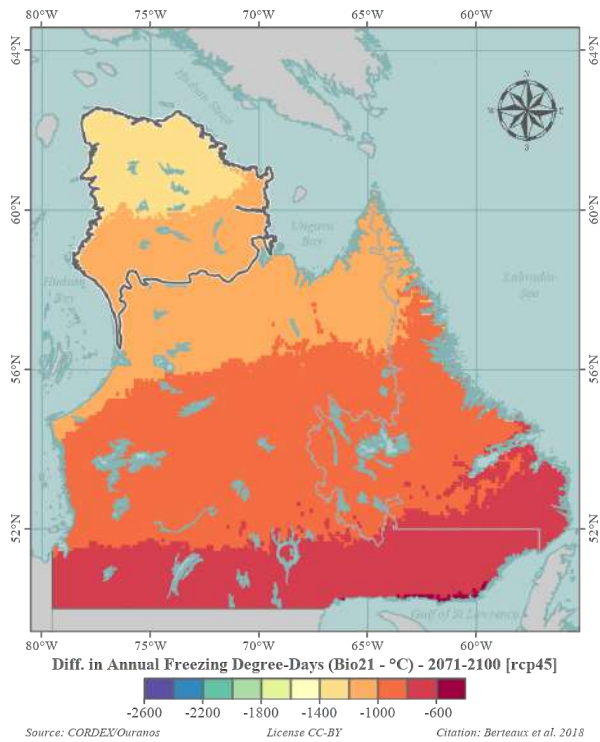 80°W 75°W 70°W 65°W 60°W
64°N 64°N
Hudson Strait
N
W E
S
60°N 60°N
Ungava
Bay
Hudson
Bay
Labrador
Sea
56°N 56°N
52°N 52°N
Gulf of St Lawrence
80°W 75°W 70°W 65°W 60°W
Diff. in Annual Freezing Degree-Days (Bio21 - °C) - 2071-2100 [rcp45]
-2600 -2200 -1800 -1400 -1000 -600
Source: CORDEX/Ouranos License CC-BY Citation: Berteaux et al. 2018